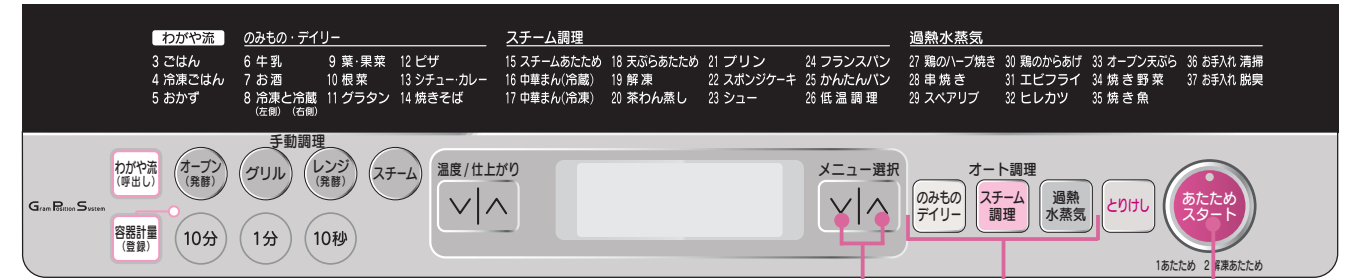 わがや流 のみもの・デイリー スチーム調理 過熱水蒸気
3 ごはん 6 牛乳 9 葉・果菜 12 ピザ 15 スチームあたため 18 天ぷらあたため 21 プリン 24 フランスパン 27 鶏のハーブ焼き 30 鶏のからあげ 33 オーブン天ぷら 36 お手入れ 清掃
4 冷凍ごはん 7 お酒 10 根菜 13 シチュー・カレー 16 中華まん(冷蔵) 19 解凍 22 スポンジケーキ 25 かんたんパン 28 串焼き 31 エビフライ 34 焼き野菜 37 お手入れ 脱臭
5 おかず 8 冷凍と冷蔵 11 グラタン 14 焼きそば 17 中華まん(冷凍) 20 茶わん蒸し 23 シュー 26 低温調理 29 スペアリブ 32 ヒレカツ 35 焼き魚
(左側) (右側)
手動調理
わがや流
(呼出し)
オーブン
(発酵)
グリル
レンジ
(発酵)
スチーム
温度/仕上がり
メニュー選択
オート調理
のみもの
デイリー
スチーム
調理
過熱
水蒸気
とりけし
あたため
スタート
Gram Position System
容器計量
(登録)
10分
1分
10秒
1あたため 2 解凍あたため